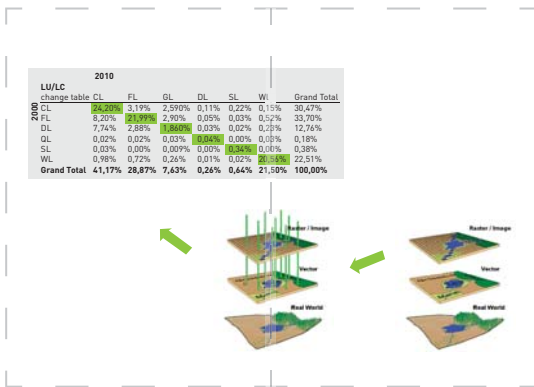 2010
LU/LC
change table CL FL GL DL SL WL Grand Total
2000
CL 24,20% 3,19% 2,590% 0,11% 0,22% 0,15% 30,47%
FL 8,20% 21,99% 2,90% 0,05% 0,03% 0,52% 33,70%
DL 7,74% 2,88% 1,860% 0,03% 0,02% 0,23% 12,76%
QL 0,02% 0,02% 0,03% 0,04% 0,00% 0,03% 0,18%
SL 0,03% 0,00% 0,009% 0,00% 0,34% 0,00% 0,38%
WL 0,98% 0,72% 0,26% 0,01% 0,02% 20,56% 22,51%
Grand Total 41,17% 28,87% 7,63% 0,26% 0,64% 21,50% 100,00%
Raster / Image
Vector
Real World
Raster / Image
Vector
Real World